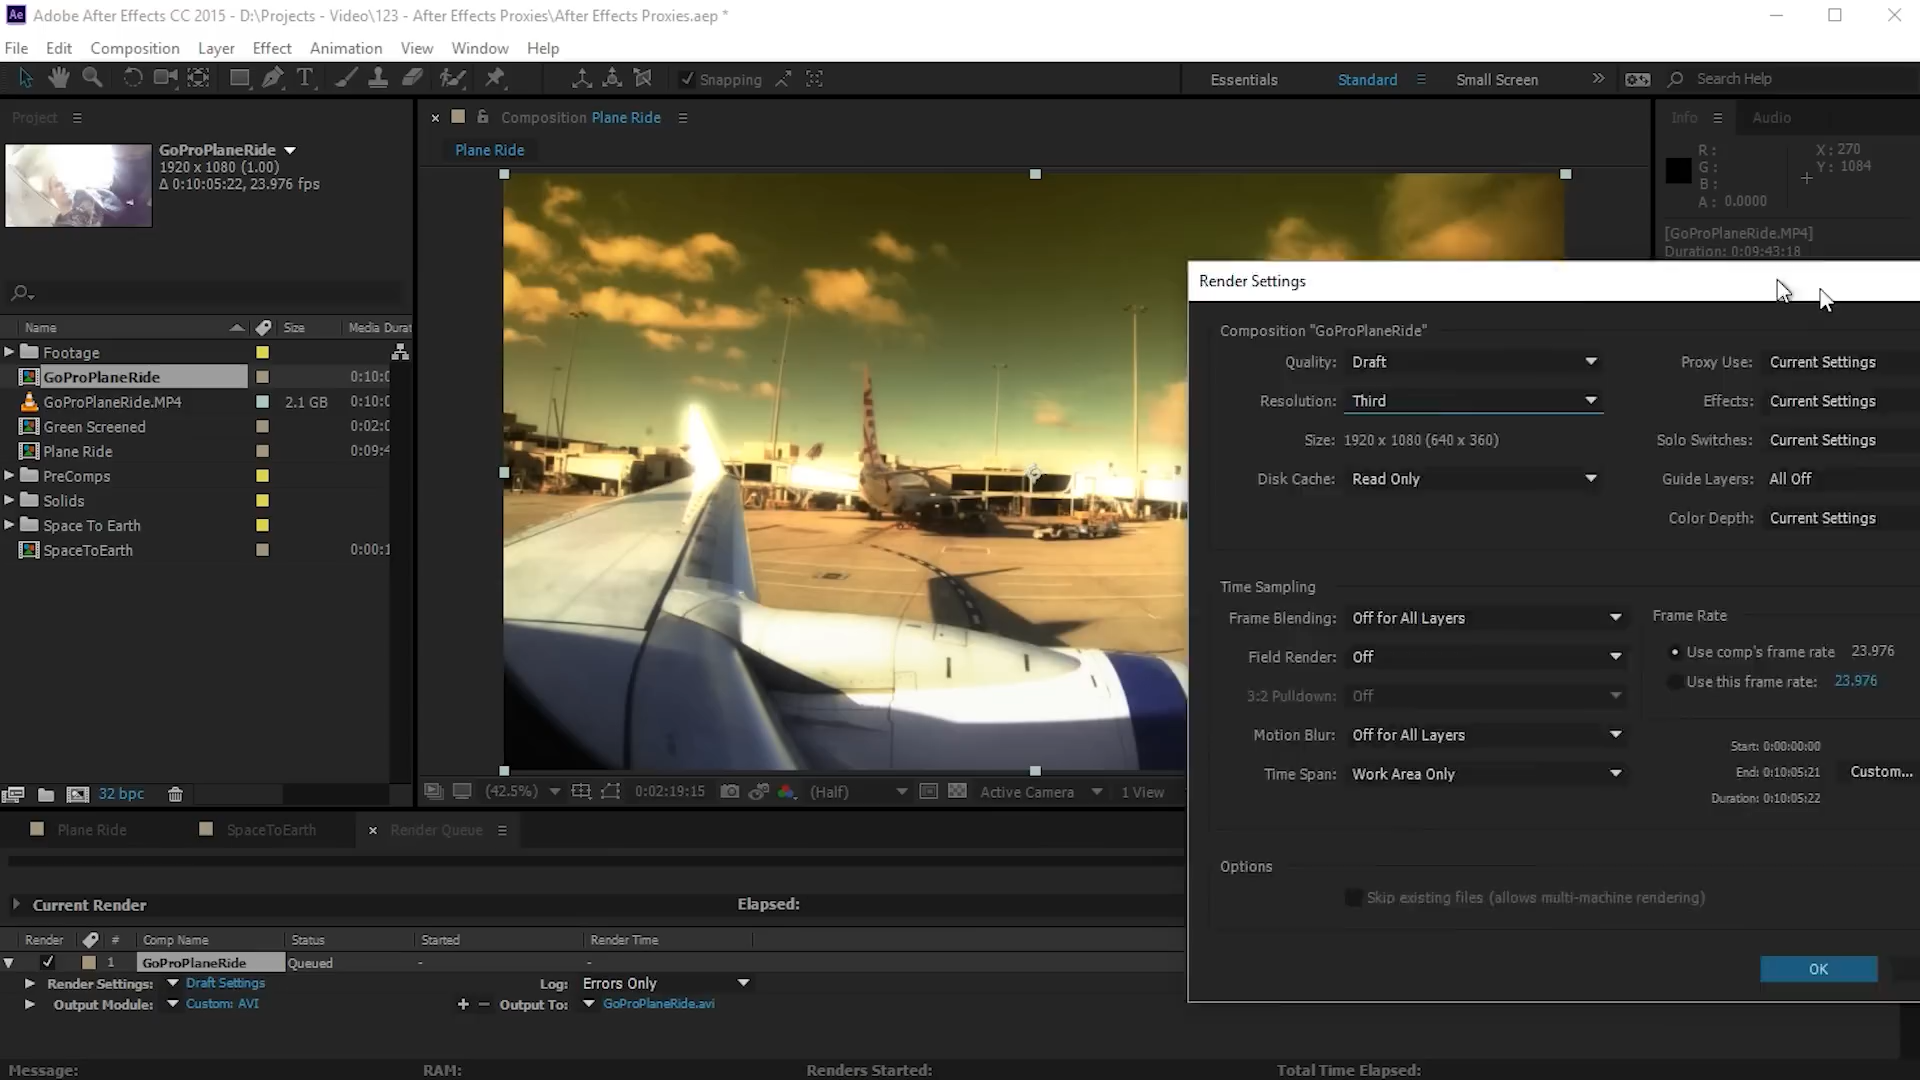 Adobe After Effects CC 2015 - D:\Projects - Video\123 - After Effects Proxies\After Effects Proxies.aep *
File Edit Composition Layer Effect Animation View Window Help
Snapping Essentials Standard Small Screen Search Help
Project
GoProPlaneRide
1920 x 1080 (1.00)
Δ 0:10:05:22, 23.976 fps
Name Size Media Durat
Footage
GoProPlaneRide 0:10:0
GoProPlaneRide.MP4 2.1 GB 0:10:0
Green Screened 0:02:0
Plane Ride 0:09:4
PreComps
Solids
Space To Earth
SpaceToEarth 0:00:1
32 bpc
Composition Plane Ride
Plane Ride
(42.5%) 0:02:19:15 (Half) Active Camera 1 View
Info Audio
R: X: 270
G: Y: 1084
B:
A: 0.0000
[GoProPlaneRide.MP4]
Duration: 0:09:43:18
Render Settings
Composition "GoProPlaneRide"
Quality: Draft Proxy Use: Current Settings
Resolution: Third Effects: Current Settings
Size: 1920 x 1080 (640 x 360) Solo Switches: Current Settings
Disk Cache: Read Only Guide Layers: All Off
Color Depth: Current Settings
Time Sampling
Frame Blending: Off for All Layers Frame Rate
Field Render: Off Use comp's frame rate 23.976
3:2 Pulldown: Off Use this frame rate: 23.976
Motion Blur: Off for All Layers Start: 0:00:00:00
Time Span: Work Area Only End: 0:10:05:21 Custom...
Duration: 0:10:05:22
Options
Skip existing files (allows multi-machine rendering)
OK
Plane Ride SpaceToEarth Render Queue
Current Render Elapsed:
Render # Comp Name Status Started Render Time
1 GoProPlaneRide Queued - -
Render Settings: Draft Settings Log: Errors Only
Output Module: Custom: AVI + − Output To: GoProPlaneRide.avi
Message: RAM: Renders Started: Total Time Elapsed: